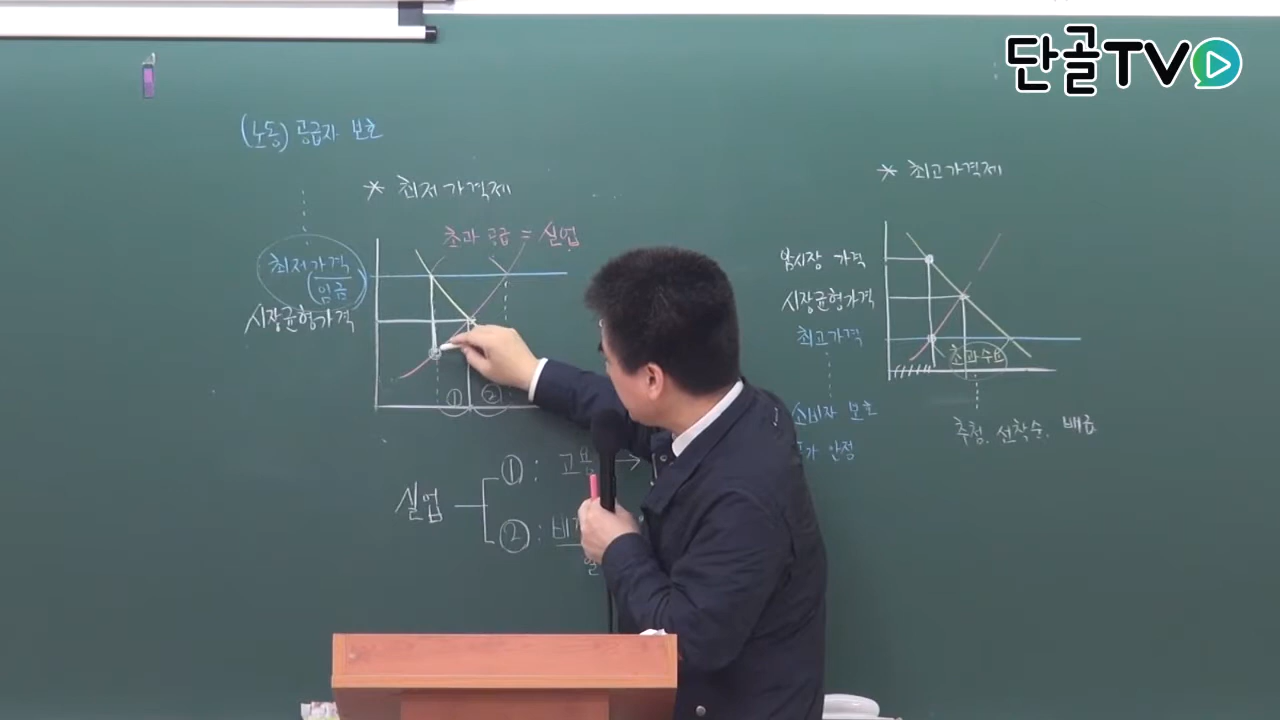 단골TV
(노동) 공급자 보호
* 최저가격제
초과 공급 = 실업
최저가격
(임금)
시장균형가격
① ②
실업
① : 고용 →
② :
* 최고가격제
암시장 가격
시장균형가격
최고가격
초과수요
소비자 보호
안정
추첨, 선착순, 배급